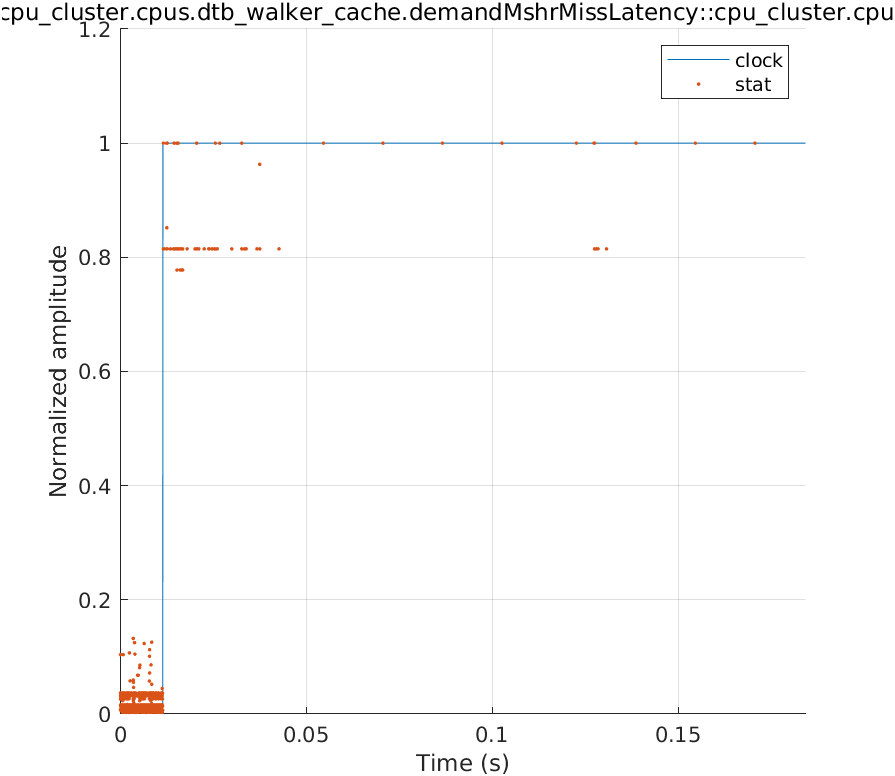 cpu_cluster.cpus.dtb_walker_cache.demandMshrMissLatency::cpu_cluster.cpu
1.2
clock
stat
1
0.8
Normalized amplitude
0.6
0.4
0.2
0
0
0.05
0.1
0.15
Time (s)